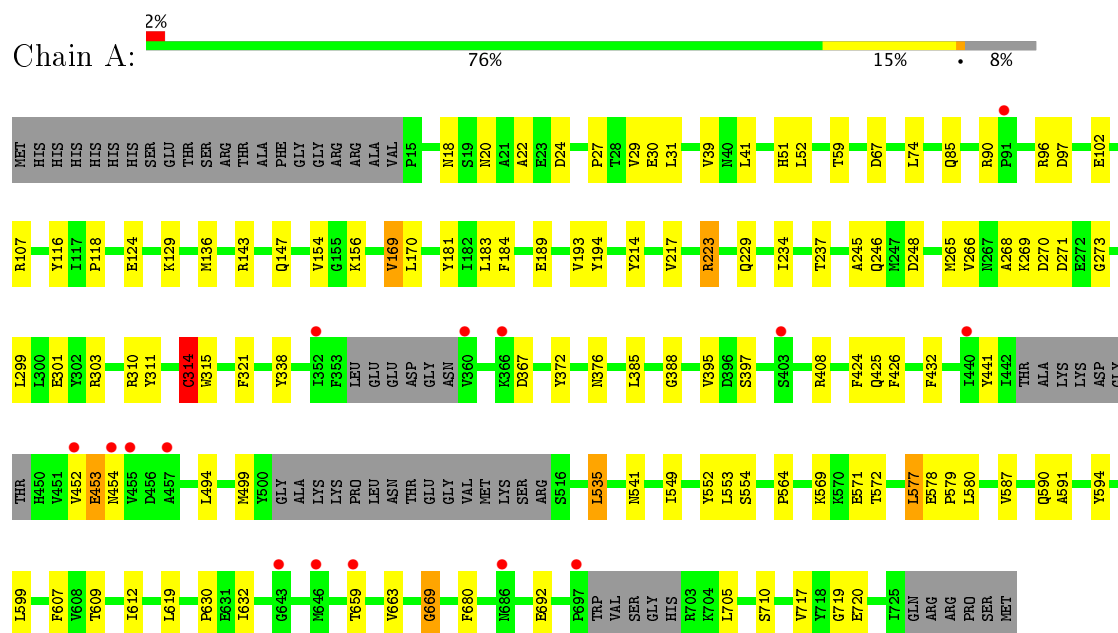 2%
Chain A:
76% 15% • 8%
MET HIS HIS HIS HIS HIS HIS SER GLU THR SER ARG THR ALA PHE GLY GLY ARG ARG ALA VAL P15 N18 S19 N20 A21 A22 E23 D24 P27 T28 V29 E30 L31 V39 N40 L41 H51 L52 T59 D67 L74 Q85 R90 P91 R96 D97 E102
R107 Y116 I117 P118 E124 K129 M136 R143 Q147 V154 G155 K156 V169 L170 Y181 I182 L183 F184 E189 V193 Y194 Y214 V217 R223 Q229 I234 T237 A245 Q246 M247 D248 M265 V266 N267 A268 K269 D270 D271 E272 G273
L299 L300 E301 Y302 R303 R310 Y311 C314 W315 F321 Y338 I352 F353 LEU GLU GLU ASP GLY ASN V360 K366 D367 Y372 N376 L385 G388 V395 D396 S397 S403 R408 F424 Q425 F426 F432 I440 Y441 I442 THR ALA LYS LYS ASP GLY
THR H450 V451 V452 E453 N454 V455 D456 A457 L494 M499 Y500 GLY ALA LYS LYS PRO LEU ASN THR GLU GLY VAL MET LYS SER ARG S516 L535 N541 I549 Y552 L553 S554 P564 K569 K570 E571 T572 L577 E578 P579 L580 V587 Q590 A591 Y594
L599 F607 V608 T609 I612 L619 P630 E631 I632 G643 M646 T659 V663 G669 F680 N686 E692 P697 TRP VAL SER GLY HIS R703 K704 L705 S710 V717 Y718 G719 E720 I725 GLN ARG ARG PRO SER MET